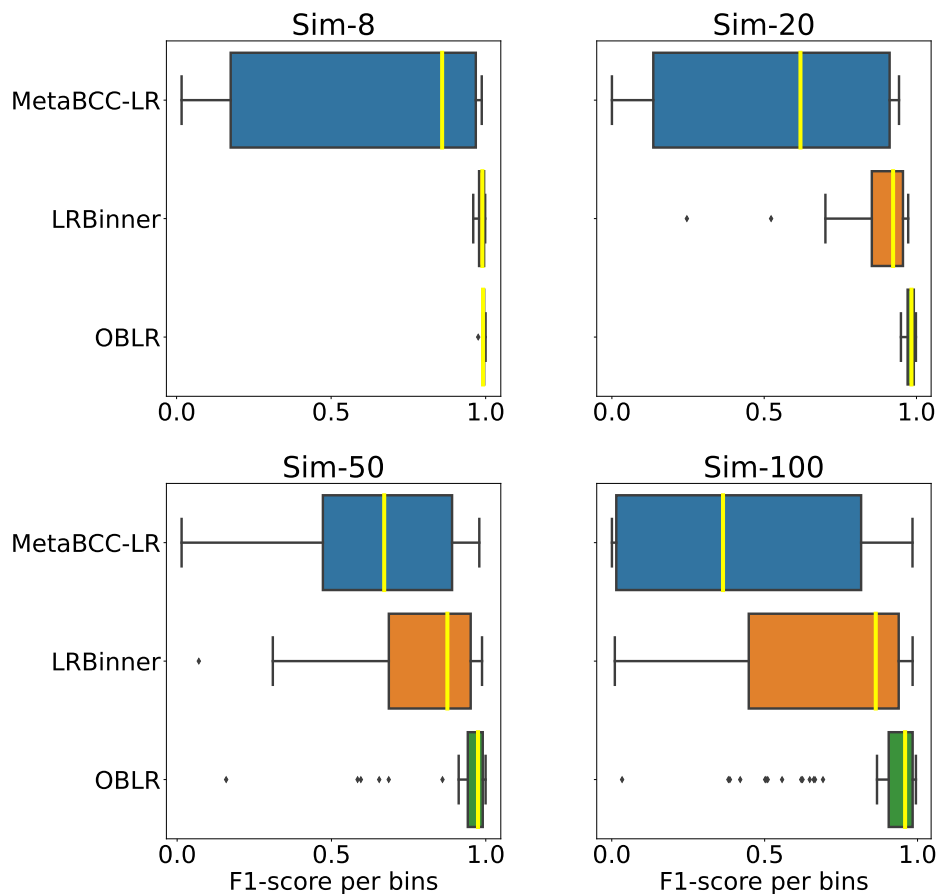 Sim-8
Sim-20
MetaBCC-LR
LRBinner
OBLR
0.0 0.5 1.0
0.0 0.5 1.0
Sim-50
Sim-100
MetaBCC-LR
LRBinner
OBLR
0.0 0.5 1.0
0.0 0.5 1.0
F1-score per bins
F1-score per bins